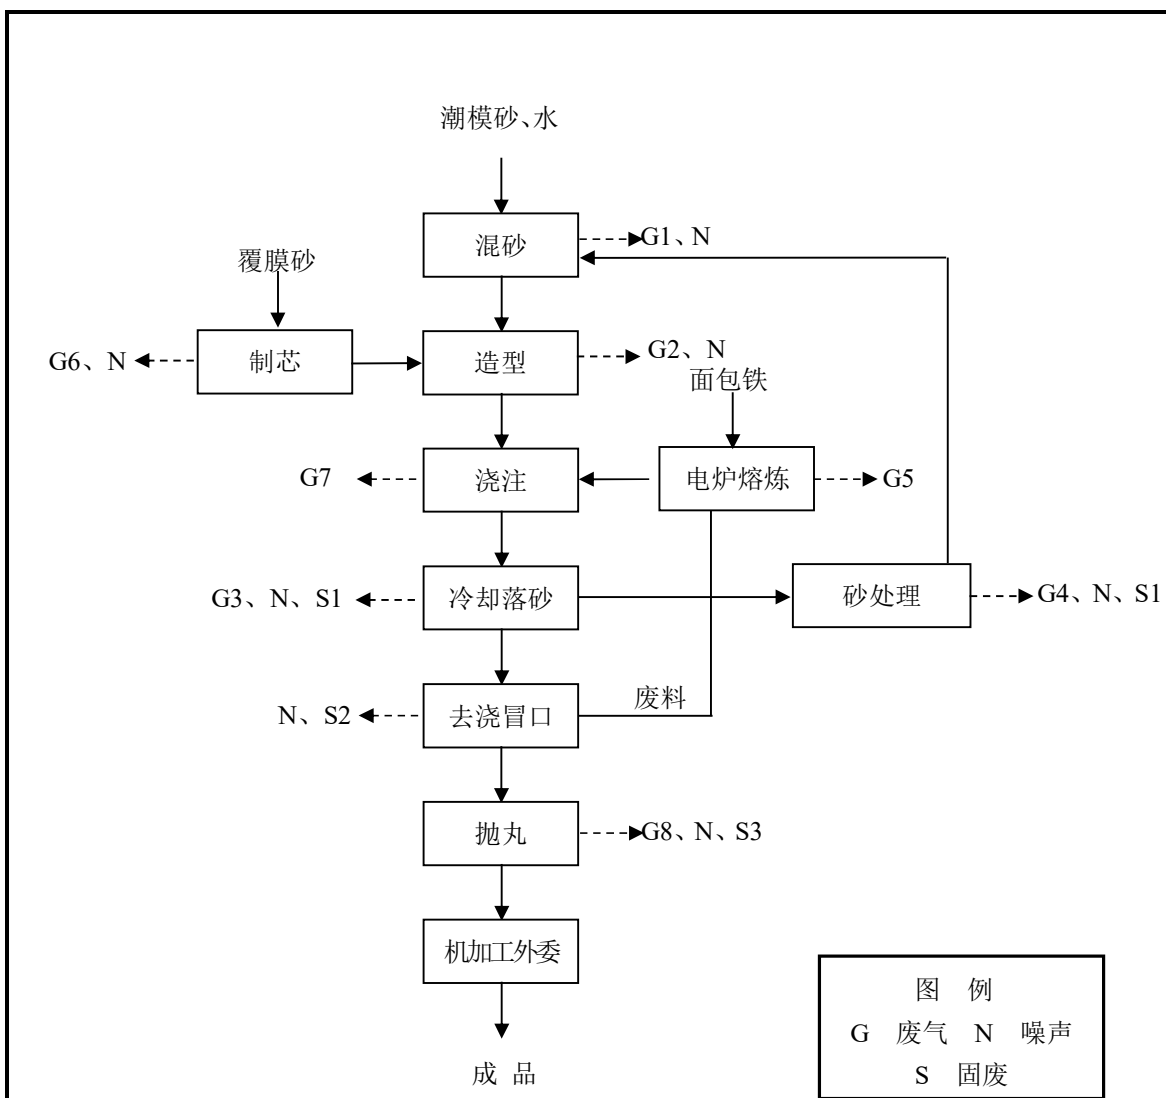 潮模砂、水
混砂
G1、N
覆膜砂
G6、N
制芯
造型
G2、N
面包铁
G7
浇注
电炉熔炼
G5
G3、N、S1
冷却落砂
砂处理
G4、N、S1
N、S2
去浇冒口
废料
抛丸
G8、N、S3
机加工外委
成 品
图 例
G 废气 N 噪声
S 固废